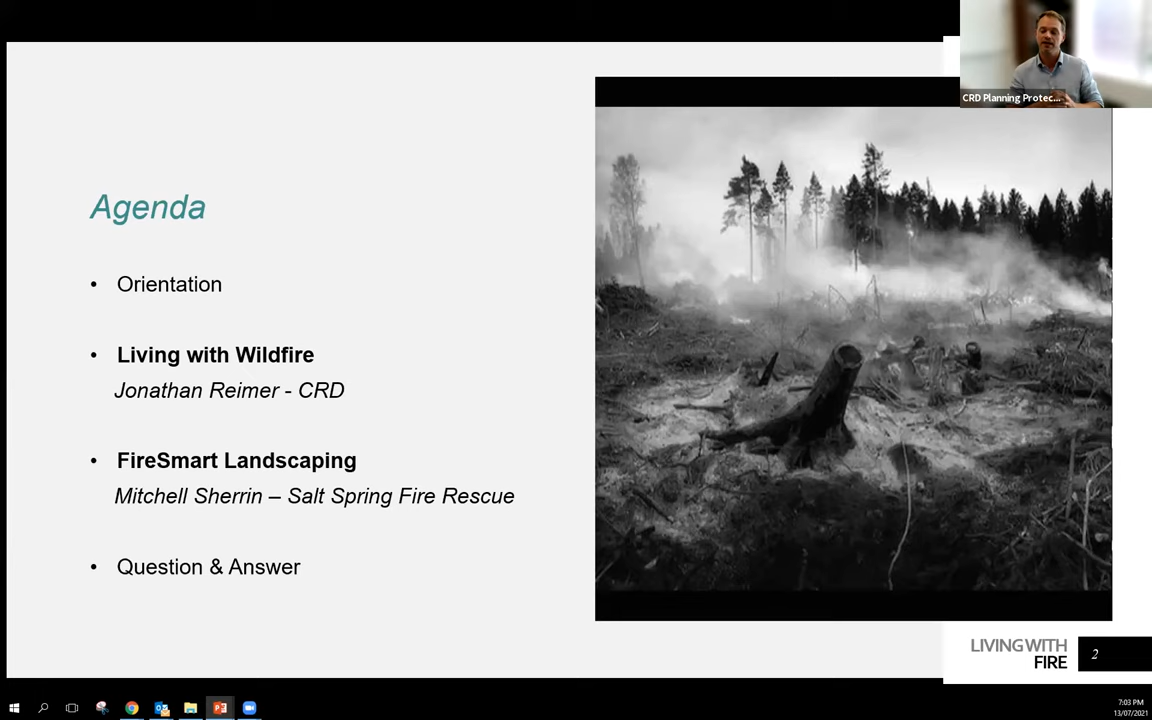 CRD Planning Protec...
Agenda
• Orientation
• Living with Wildfire
Jonathan Reimer - CRD
• FireSmart Landscaping
Mitchell Sherrin – Salt Spring Fire Rescue
• Question & Answer
LIVING WITH
FIRE
2
7:03 PM
13/07/2021